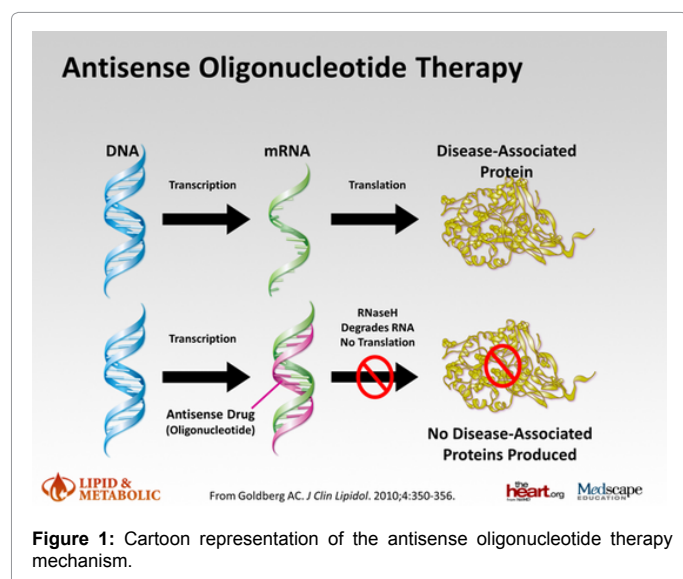 Antisense Oligonucleotide Therapy
DNA
mRNA
Disease-Associated
Protein
Transcription
Translation
Transcription
RNaseH
Degrades RNA
No Translation
Antisense Drug
(Oligonucleotide)
No Disease-Associated
Proteins Produced
LIPID &
METABOLIC
From Goldberg AC. J Clin Lipidol. 2010;4:350-356.
the
heart.org
Medscape
EDUCATION
Figure 1: Cartoon representation of the antisense oligonucleotide therapy
mechanism.